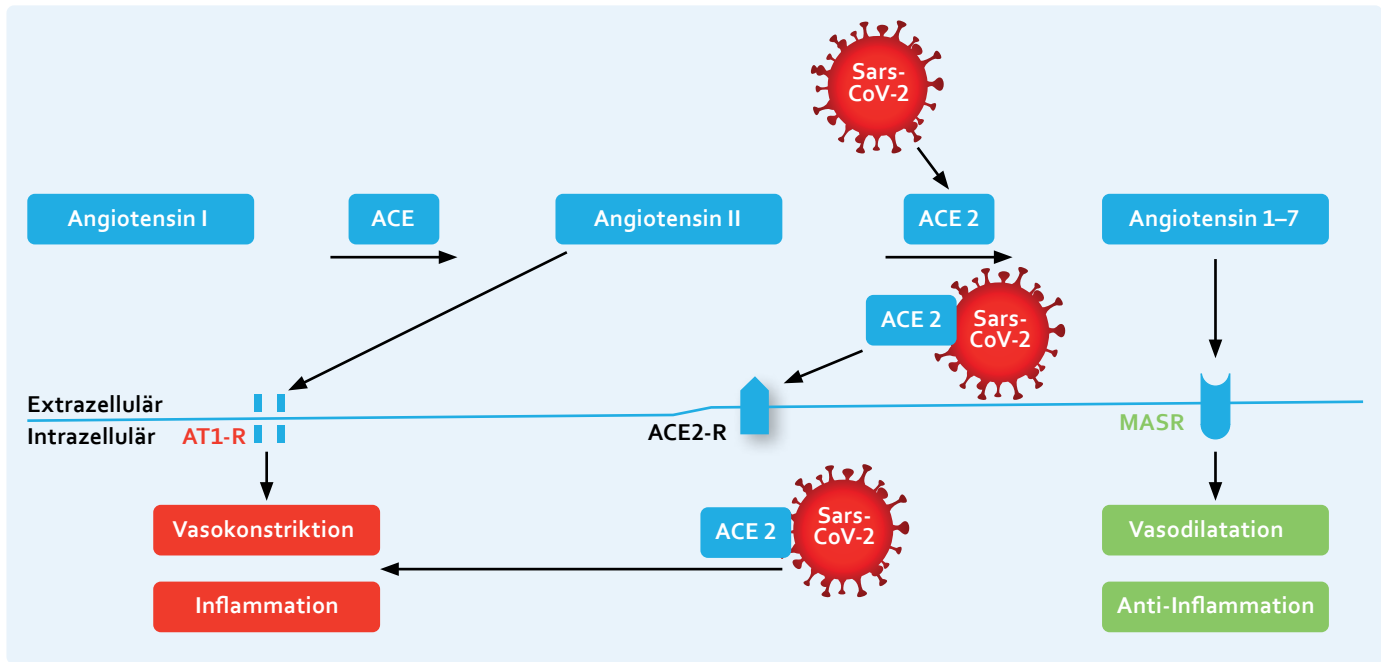 Sars-
CoV-2
Angiotensin I
ACE
Angiotensin II
ACE 2
Angiotensin 1–7
ACE 2
Sars-
CoV-2
Extrazellulär
Intrazellulär
AT1-R
ACE2-R
MASR
Vasokonstriktion
ACE 2
Sars-
CoV-2
Vasodilatation
Inflammation
Anti-Inflammation